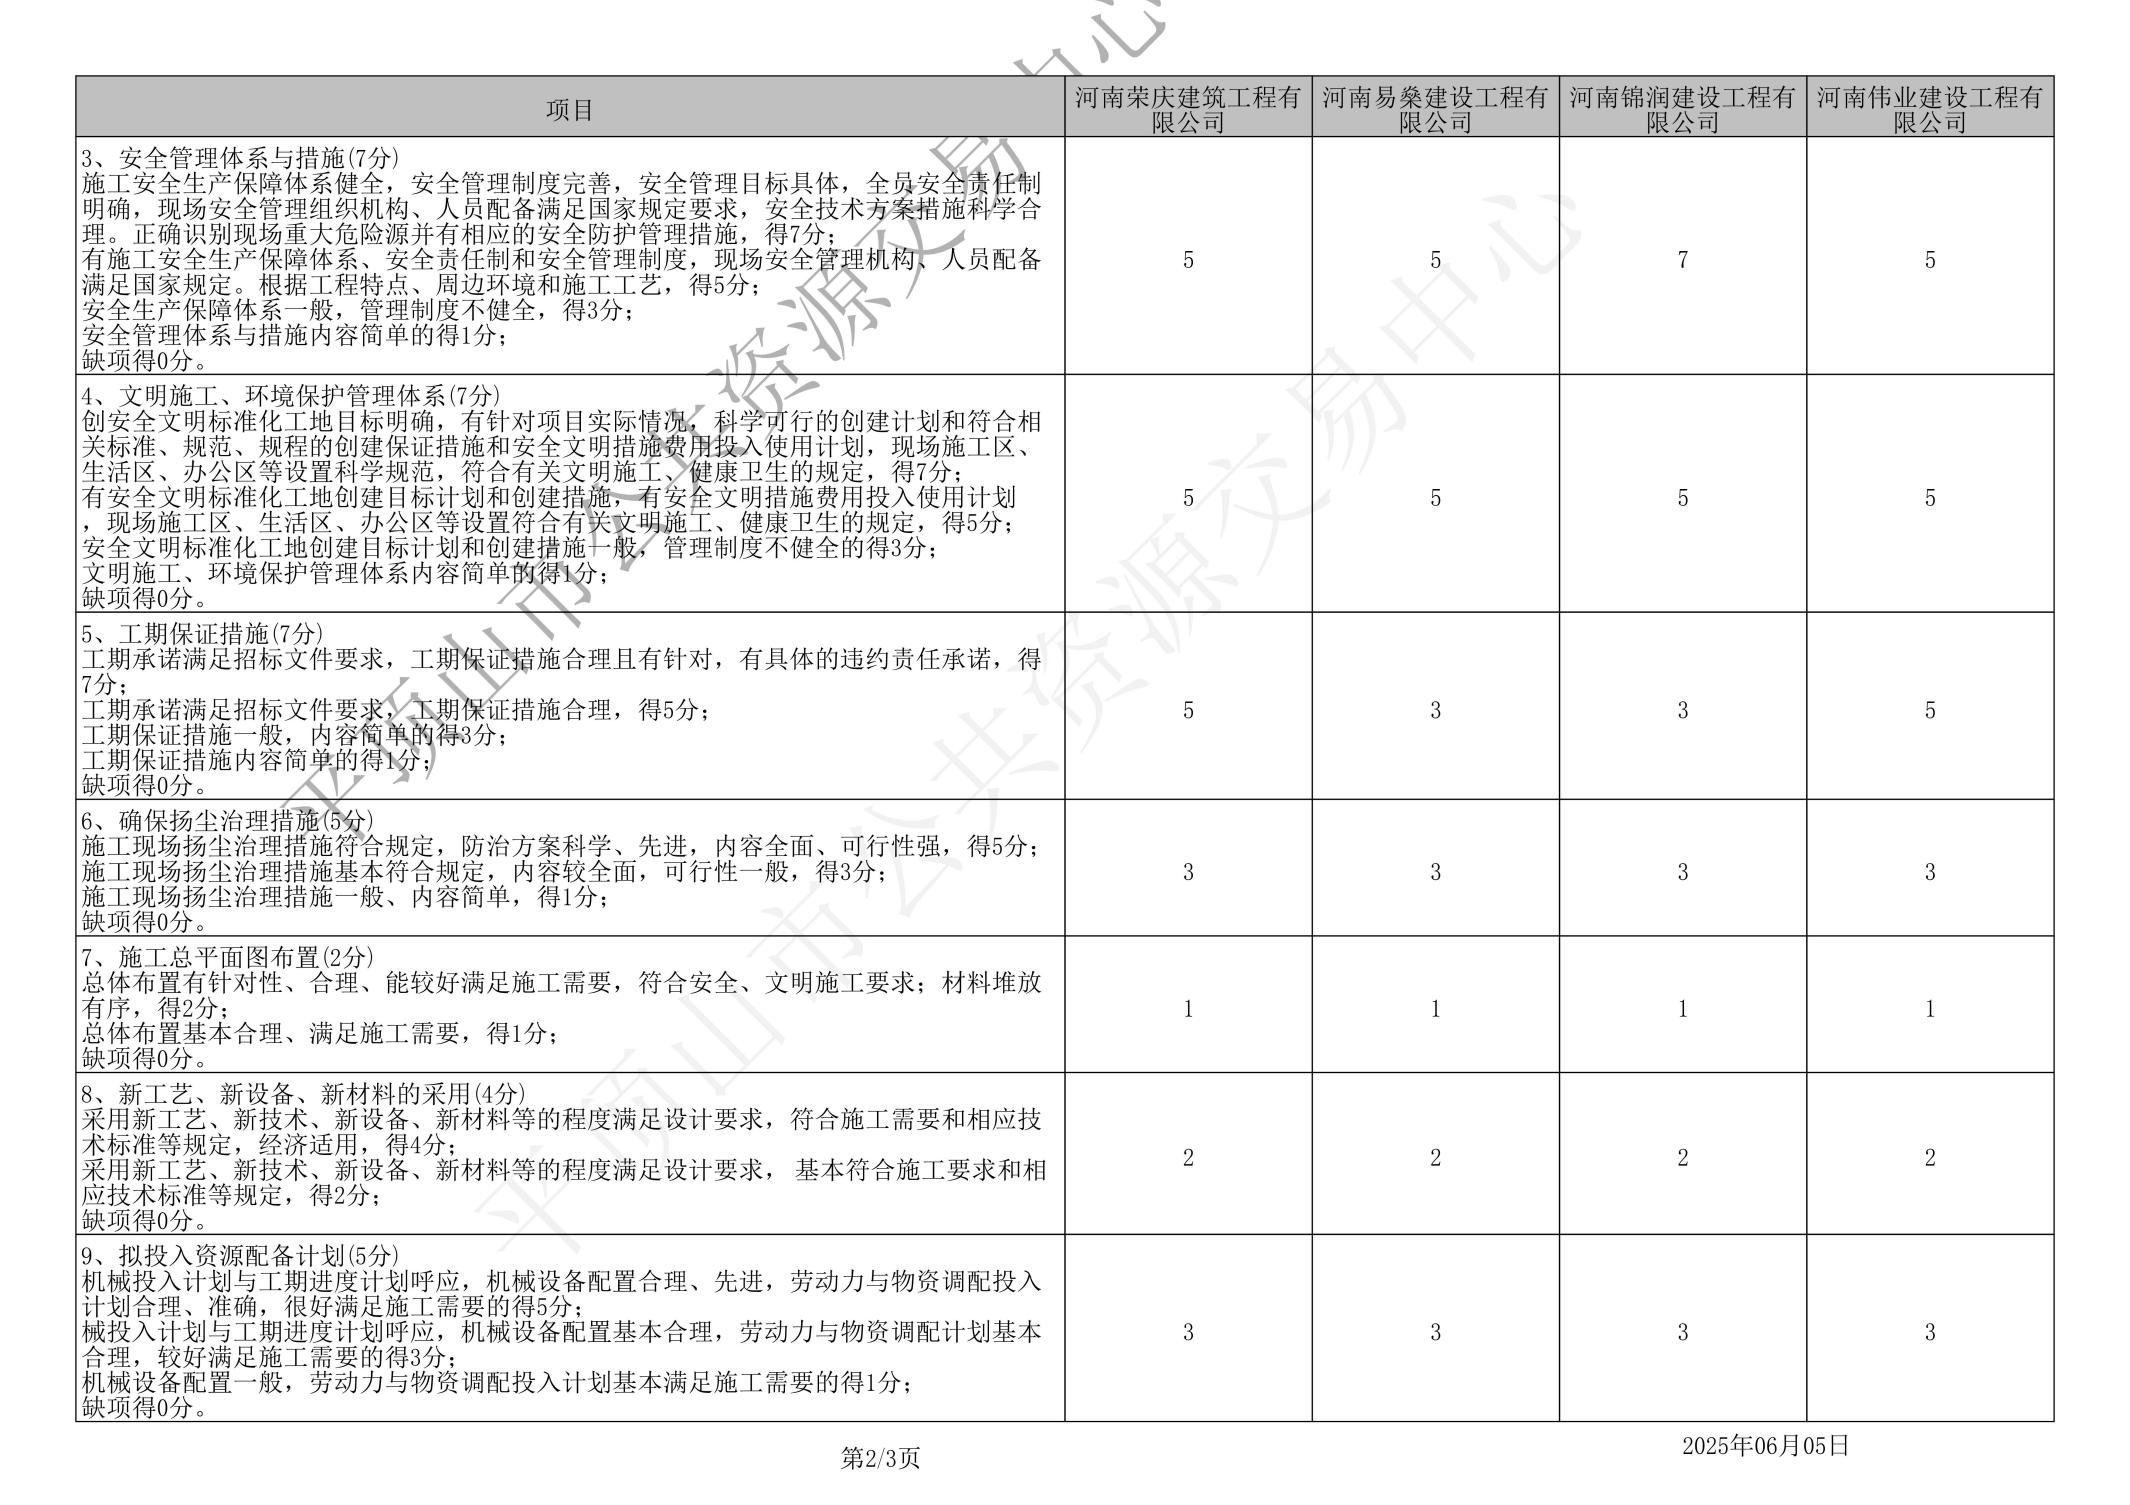 项目
河南荣庆建筑工程有
限公司
河南易燊建设工程有
限公司
河南锦润建设工程有
限公司
河南伟业建设工程有
限公司
3、安全管理体系与措施(7分)
施工安全生产保障体系健全，安全管理制度完善，安全管理目标具体，全员安全责任制
明确，现场安全管理组织机构、人员配备满足国家规定要求，安全技术方案措施科学合
理。正确识别现场重大危险源并有相应的安全防护管理措施，得7分；
有施工安全生产保障体系、安全责任制和安全管理制度，现场安全管理机构、人员配备
满足国家规定。根据工程特点、周边环境和施工工艺，得5分；
安全生产保障体系一般，管理制度不健全，得3分；
安全管理体系与措施内容简单的得1分；
缺项得0分。
5
5
7
5
4、文明施工、环境保护管理体系(7分)
创安全文明标准化工地目标明确，有针对项目实际情况，科学可行的创建计划和符合相
关标准、规范、规程的创建保证措施和安全文明措施费用投入使用计划，现场施工区、
生活区、办公区等设置科学规范，符合有关文明施工、健康卫生的规定，得7分；
有安全文明标准化工地创建目标计划和创建措施，有安全文明措施费用投入使用计划
，现场施工区、生活区、办公区等设置符合有关文明施工、健康卫生的规定，得5分；
安全文明标准化工地创建目标计划和创建措施一般，管理制度不健全的得3分；
文明施工、环境保护管理体系内容简单的得1分；
缺项得0分。
5
5
5
5
5、工期保证措施(7分)
工期承诺满足招标文件要求，工期保证措施合理且有针对，有具体的违约责任承诺，得
7分；
工期承诺满足招标文件要求，工期保证措施合理，得5分；
工期保证措施一般，内容简单的得3分；
工期保证措施内容简单的得1分；
缺项得0分。
5
3
3
5
6、确保扬尘治理措施(5分)
施工现场扬尘治理措施符合规定，防治方案科学、先进，内容全面、可行性强，得5分；
施工现场扬尘治理措施基本符合规定，内容较全面，可行性一般，得3分；
施工现场扬尘治理措施一般、内容简单，得1分；
缺项得0分。
3
3
3
3
7、施工总平面图布置(2分)
总体布置有针对性、合理、能较好满足施工需要，符合安全、文明施工要求；材料堆放
有序，得2分；
总体布置基本合理、满足施工需要，得1分；
缺项得0分。
1
1
1
1
8、新工艺、新设备、新材料的采用(4分)
采用新工艺、新技术、新设备、新材料等的程度满足设计要求，符合施工需要和相应技
术标准等规定，经济适用，得4分；
采用新工艺、新技术、新设备、新材料等的程度满足设计要求， 基本符合施工要求和相
应技术标准等规定，得2分；
缺项得0分。
2
2
2
2
9、拟投入资源配备计划(5分)
机械投入计划与工期进度计划呼应，机械设备配置合理、先进，劳动力与物资调配投入
计划合理、准确，很好满足施工需要的得5分；
械投入计划与工期进度计划呼应，机械设备配置基本合理，劳动力与物资调配计划基本
合理，较好满足施工需要的得3分；
机械设备配置一般，劳动力与物资调配投入计划基本满足施工需要的得1分；
缺项得0分。
3
3
3
3
第2/3页
2025年06月05日
平顶山市公共资源交易中心
平顶山市公共资源交易中心